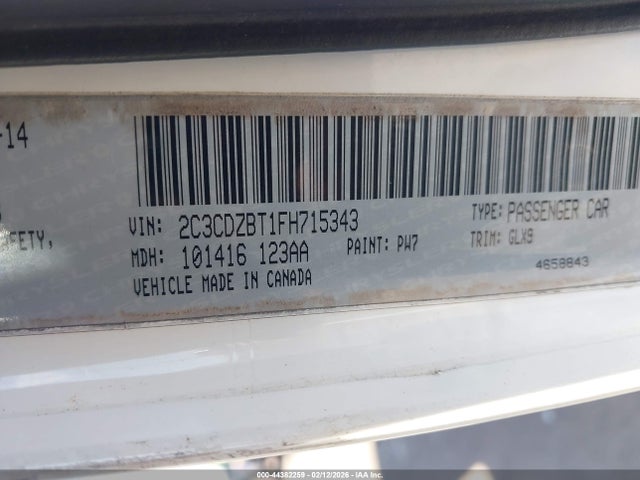 -14
VIN: 2C3CDZBT1FH715343
TYPE: PASSENGER CAR
FETY,
MDH: 101416 123AA
PAINT: PW7
TRIM: GLX9
VEHICLE MADE IN CANADA
4658843
000-44382259 - 02/12/2026 - IAA Inc.